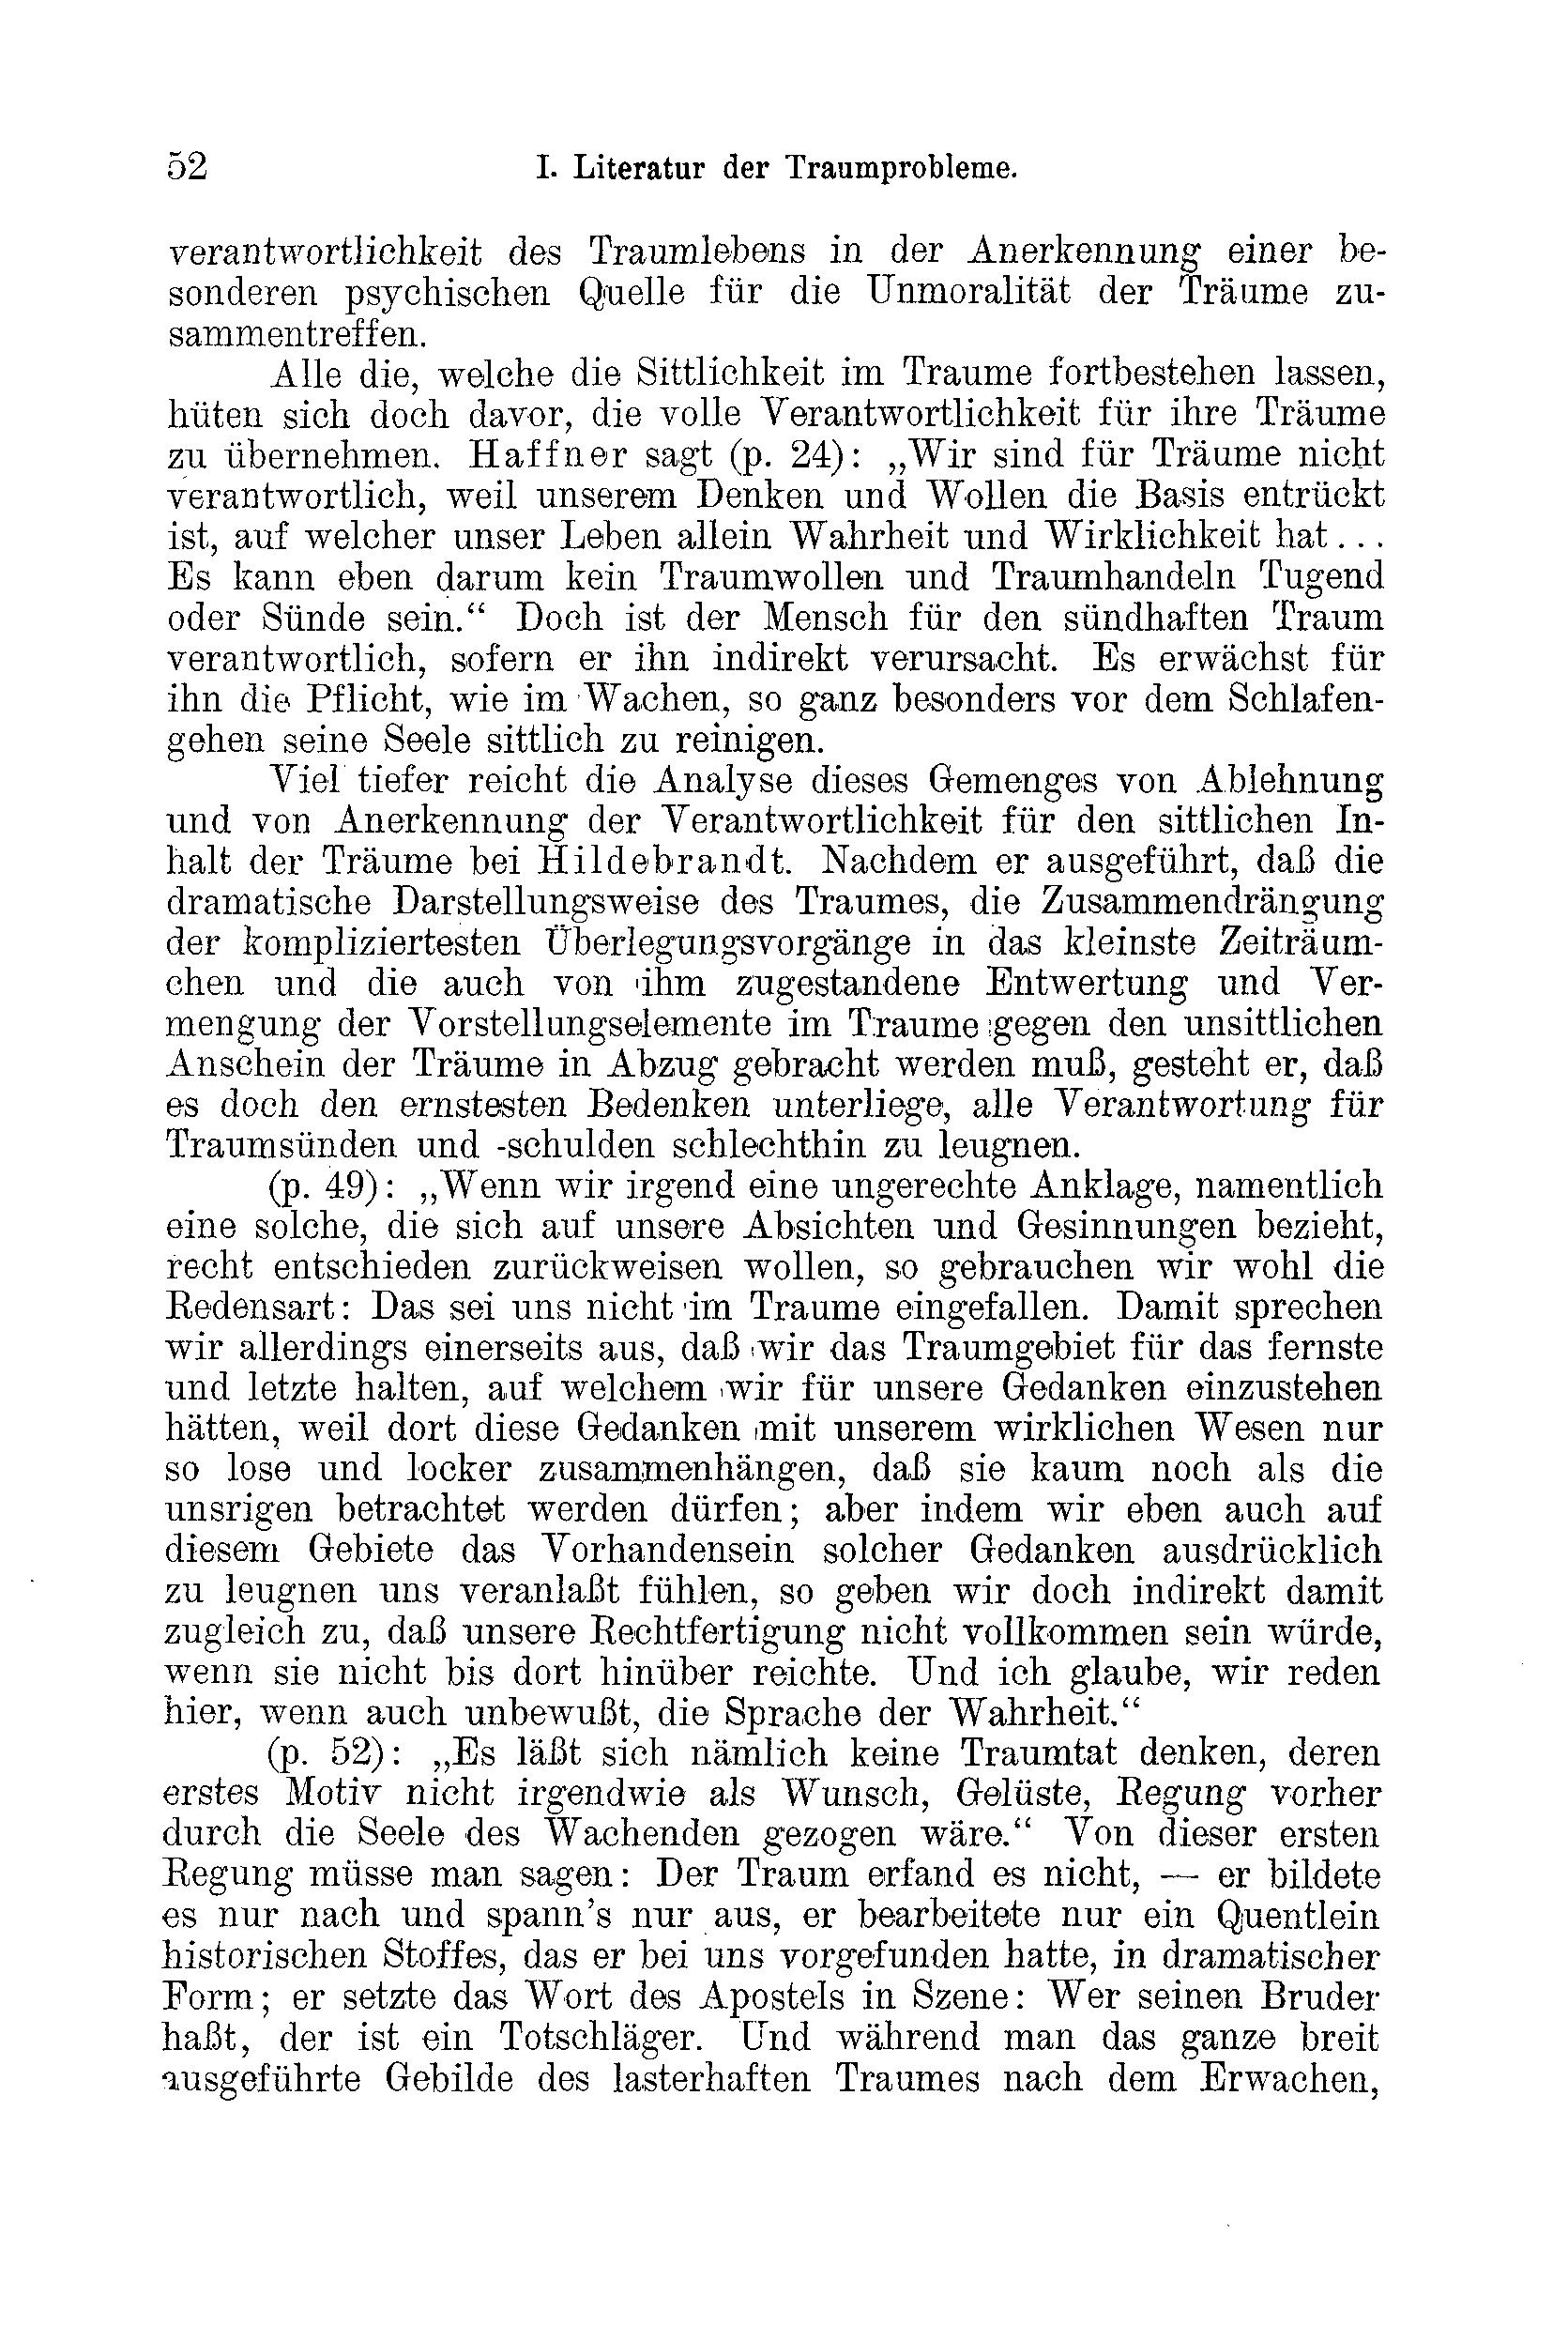 52 I. Literatur der Traumprobleme.
verantwortlichkeit des Traumlebens in der Anerkennung einer be-
sonderen psychischen Quelle für die Unmoralität der Träume zu-
sammentreffen.
Alle die, welche die Sittlichkeit im Traume fortbestehen lassen,
hüten sich doch davor, die volle Verantwortlichkeit für ihre Träume
zu übernehmen. Haffner sagt (p. 24): „Wir sind für Träume nicht
verantwortlich, weil unserem Denken und Wollen die Basis entrückt
ist, auf welcher unser Leben allein Wahrheit und Wirklichkeit hat...
Es kann eben darum kein Traumwollen und Traumhandeln Tugend
oder Sünde sein.“ Doch ist der Mensch für den sündhaften Traum
verantwortlich, sofern er ihn indirekt verursacht. Es erwächst für
ihn die Pflicht, wie im Wachen, so ganz besonders vor dem Schlafen-
gehen seine Seele sittlich zu reinigen.
Viel tiefer reicht die Analyse dieses Gemenges von Ablehnung
und von Anerkennung der Verantwortlichkeit für den sittlichen In-
halt der Träume bei Hildebrandt. Nachdem er ausgeführt, daß die
dramatische Darstellungsweise des Traumes, die Zusammendrängung
der kompliziertesten Überlegungsvorgänge in das kleinste Zeiträum-
chen und die auch von ihm zugestandene Entwertung und Ver-
mengung der Vorstellungselemente im Traume gegen den unsittlichen
Anschein der Träume in Abzug gebracht werden muß, gesteht er, daß
es doch den ernstesten Bedenken unterliege, alle Verantwortung für
Traumsünden und -schulden schlechthin zu leugnen.
(p. 49): „Wenn wir irgend eine ungerechte Anklage, namentlich
eine solche, die sich auf unsere Absichten und Gesinnungen bezieht,
recht entschieden zurückweisen wollen, so gebrauchen wir wohl die
Redensart: Das sei uns nicht im Traume eingefallen. Damit sprechen
wir allerdings einerseits aus, daß wir das Traumgebiet für das fernste
und letzte halten, auf welchem wir für unsere Gedanken einzustehen
hätten, weil dort diese Gedanken mit unserem wirklichen Wesen nur
so lose und locker zusammenhängen, daß sie kaum noch als die
unsrigen betrachtet werden dürfen; aber indem wir eben auch auf
diesem Gebiete das Vorhandensein solcher Gedanken ausdrücklich
zu leugnen uns veranlaßt fühlen, so geben wir doch indirekt damit
zugleich zu, daß unsere Rechtfertigung nicht vollkommen sein würde,
wenn sie nicht bis dort hinüber reichte. Und ich glaube, wir reden
hier, wenn auch unbewußt, die Sprache der Wahrheit.“
(p. 52): „Es läßt sich nämlich keine Traumtat denken, deren
erstes Motiv nicht irgendwie als Wunsch, Gelüste, Regung vorher
durch die Seele des Wachenden gezogen wäre.“ Von dieser ersten
Regung müsse man sagen: Der Traum erfand es nicht, — er bildete
es nur nach und spann’s nur aus, er bearbeitete nur ein Quentlein
historischen Stoffes, das er bei uns vorgefunden hatte, in dramatischer
Form; er setzte das Wort des Apostels in Szene: Wer seinen Bruder
haßt, der ist ein Totschläger. Und während man das ganze breit
ausgeführte Gebilde des lasterhaften Traumes nach dem Erwachen,